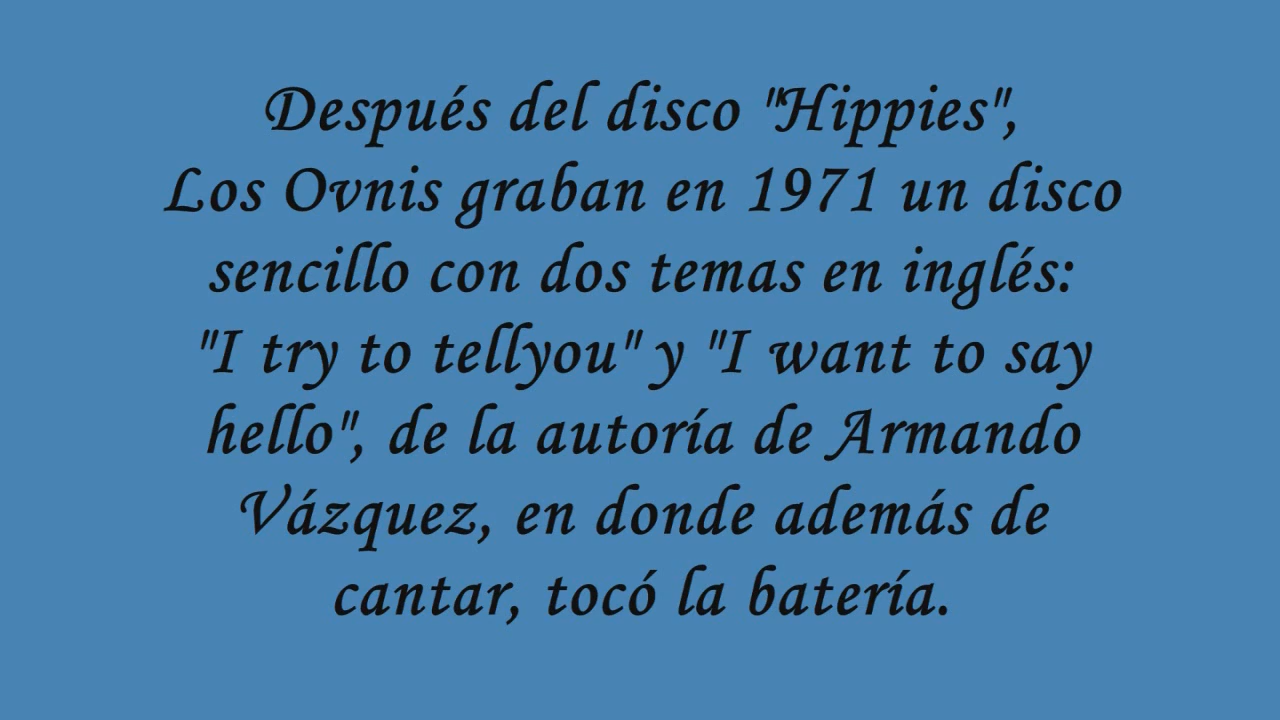 Después del disco "Hippies",
Los Ovnis graban en 1971 un disco
sencillo con dos temas en inglés:
"I try to tellyou" y "I want to say
hello", de la autoría de Armando
Vázquez, en donde además de
cantar, tocó la batería.